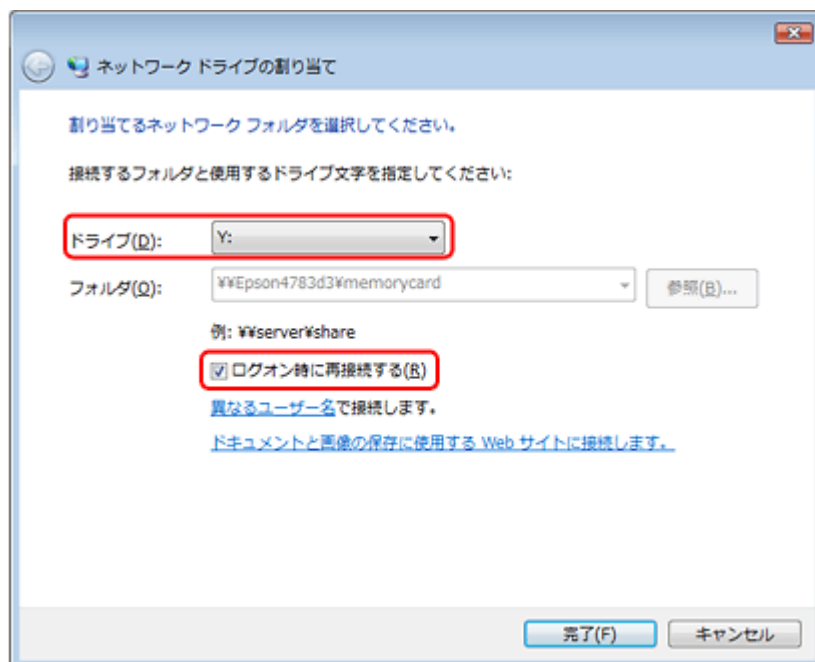 ネットワーク ドライブの割り当て
割り当てるネットワーク フォルダを選択してください。
接続するフォルダと使用するドライブ文字を指定してください:
ドライブ(D): Y:
フォルダ(O): ¥¥Epson4783d3¥memorycard 参照(B)...
例: ¥¥server¥share
ログオン時に再接続する(R)
異なるユーザー名で接続します。
ドキュメントと画像の保存に使用する Web サイトに接続します。
完了(F) キャンセル